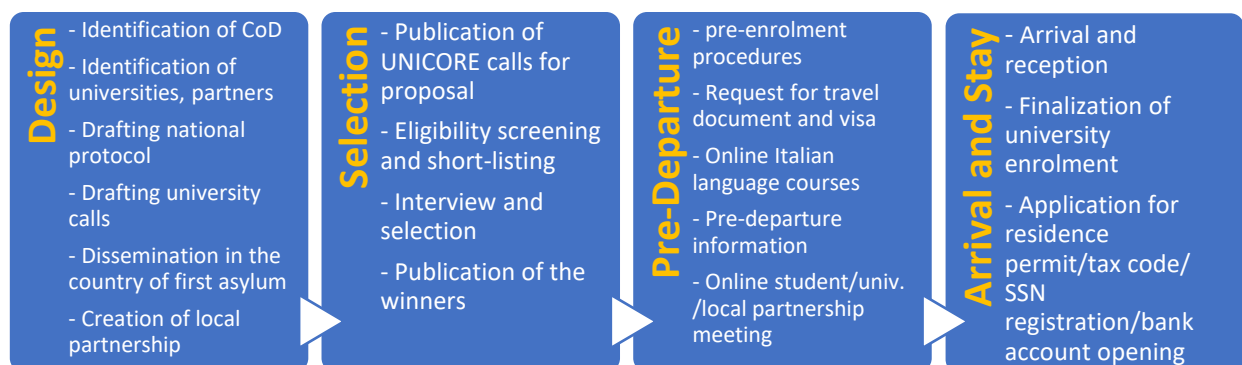 Design
- Identification of CoD
- Identification of
universities, partners
- Drafting national
protocol
- Drafting university
calls
- Dissemination in the
country of first asylum
- Creation of local
partnership
Selection
- Publication of
UNICORE calls for
proposal
- Eligibility screening
and short-listing
- Interview and
selection
- Publication of the
winners
Pre-Departure
- pre-enrolment
procedures
- Request for travel
document and visa
- Online Italian
language courses
- Pre-departure
information
- Online student/univ.
/local partnership
meeting
Arrival and Stay
- Arrival and
reception
- Finalization of
university
enrolment
- Application for
residence
permit/tax code/
SSN
registration/bank
account opening